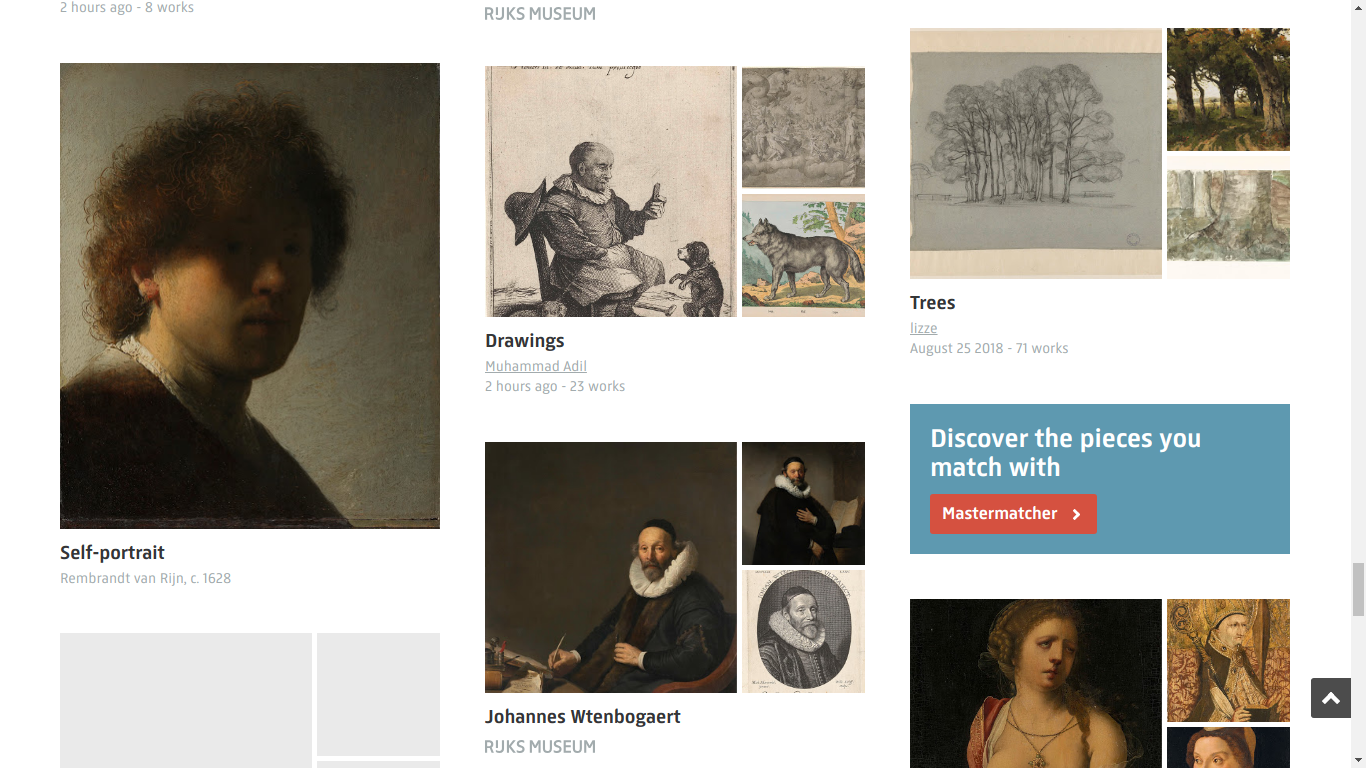 2 hours ago - 8 works
Self-portrait
Rembrandt van Rijn, c. 1628
RIJKS MUSEUM
Drawings
Muhammad Adil
2 hours ago - 23 works
Johannes Wtenbogaert
RIJKS MUSEUM
Trees
lizze
August 25 2018 - 71 works
Discover the pieces you
match with
Mastermatcher